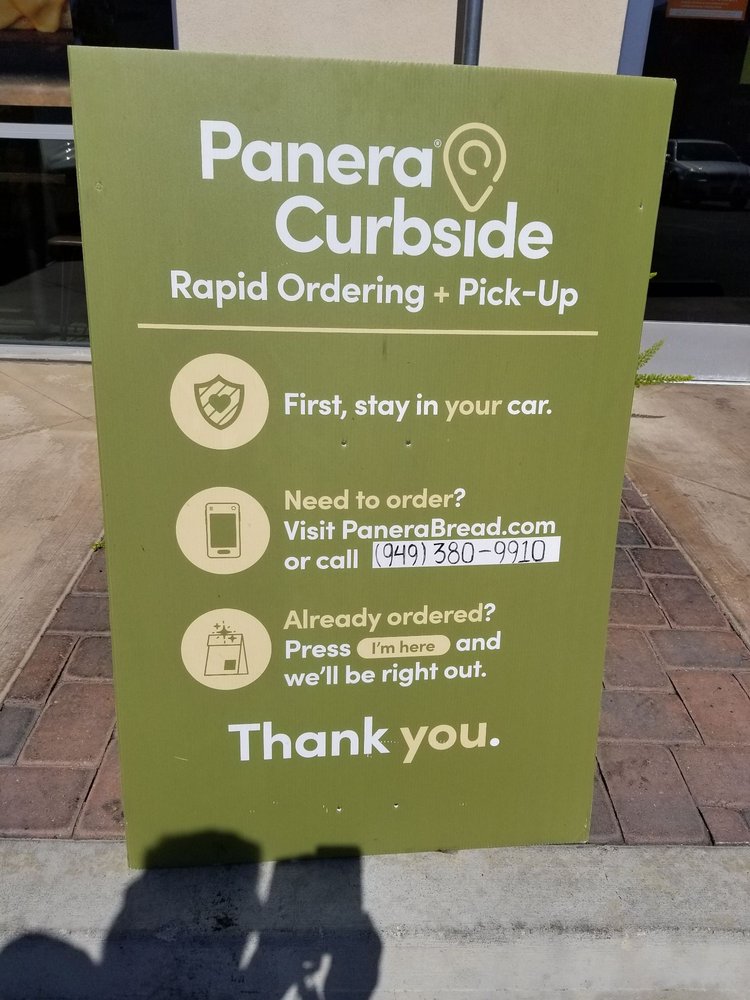 Panera®
Curbside
Rapid Ordering + Pick-Up
First, stay in your car.
Need to order?
Visit PaneraBread.com
or call (949) 380-9910
Already ordered?
Press I'm here and
we'll be right out.
Thank you.